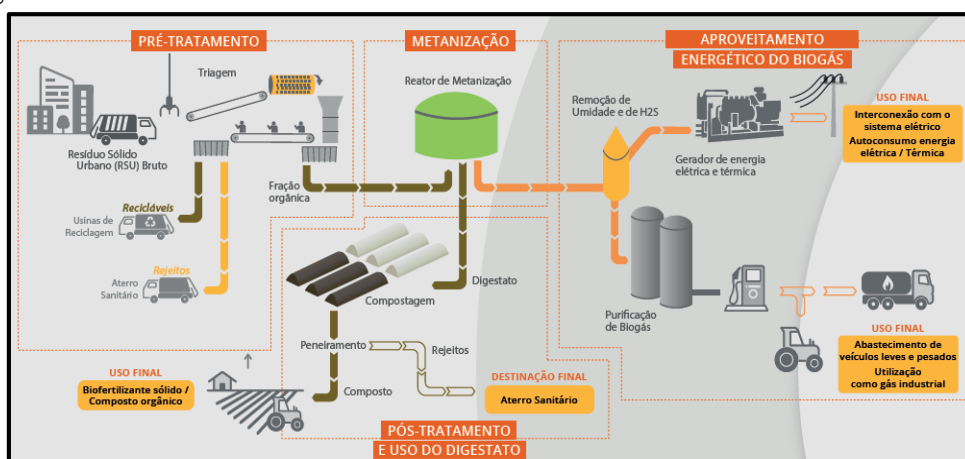 PRÉ-TRATAMENTO
Triagem
Resíduo Sólido
Urbano (RSU) Bruto
Recicláveis
Usinas de
Reciclagem
Rejeitos
Aterro
Sanitário
Fração
orgânica
METANIZAÇÃO
Reator de Metanização
Digestato
Compostagem
Peneiramento
Rejeitos
Composto
USO FINAL
Biofertilizante sólido /
Composto orgânico
DESTINAÇÃO FINAL
Aterro Sanitário
PÓS-TRATAMENTO
E USO DO DIGESTATO
APROVEITAMENTO
ENERGÉTICO DO BIOGÁS
Remoção de
Umidade e de H2S
Gerador de energia
elétrica e térmica
USO FINAL
Interconexão com o
sistema elétrico
Autoconsumo energia
elétrica / Térmica
Purificação
de Biogás
USO FINAL
Abastecimento de
veículos leves e pesados
Utilização
como gás industrial